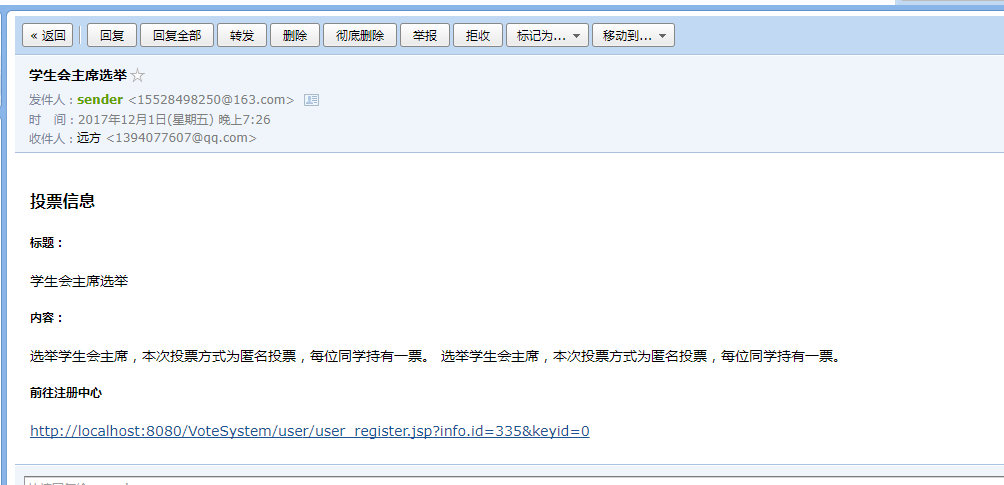 « 返回 回复 回复全部 转发 删除 彻底删除 举报 拒收 标记为... 移动到...
学生会主席选举
发件人：sender <15528498250@163.com>
时 间：2017年12月1日(星期五) 晚上7:26
收件人：远方 <1394077607@qq.com>
投票信息
标题：
学生会主席选举
内容：
选举学生会主席，本次投票方式为匿名投票，每位同学持有一票。 选举学生会主席，本次投票方式为匿名投票，每位同学持有一票。
前往注册中心
http://localhost:8080/VoteSystem/user/user_register.jsp?info.id=335&keyid=0